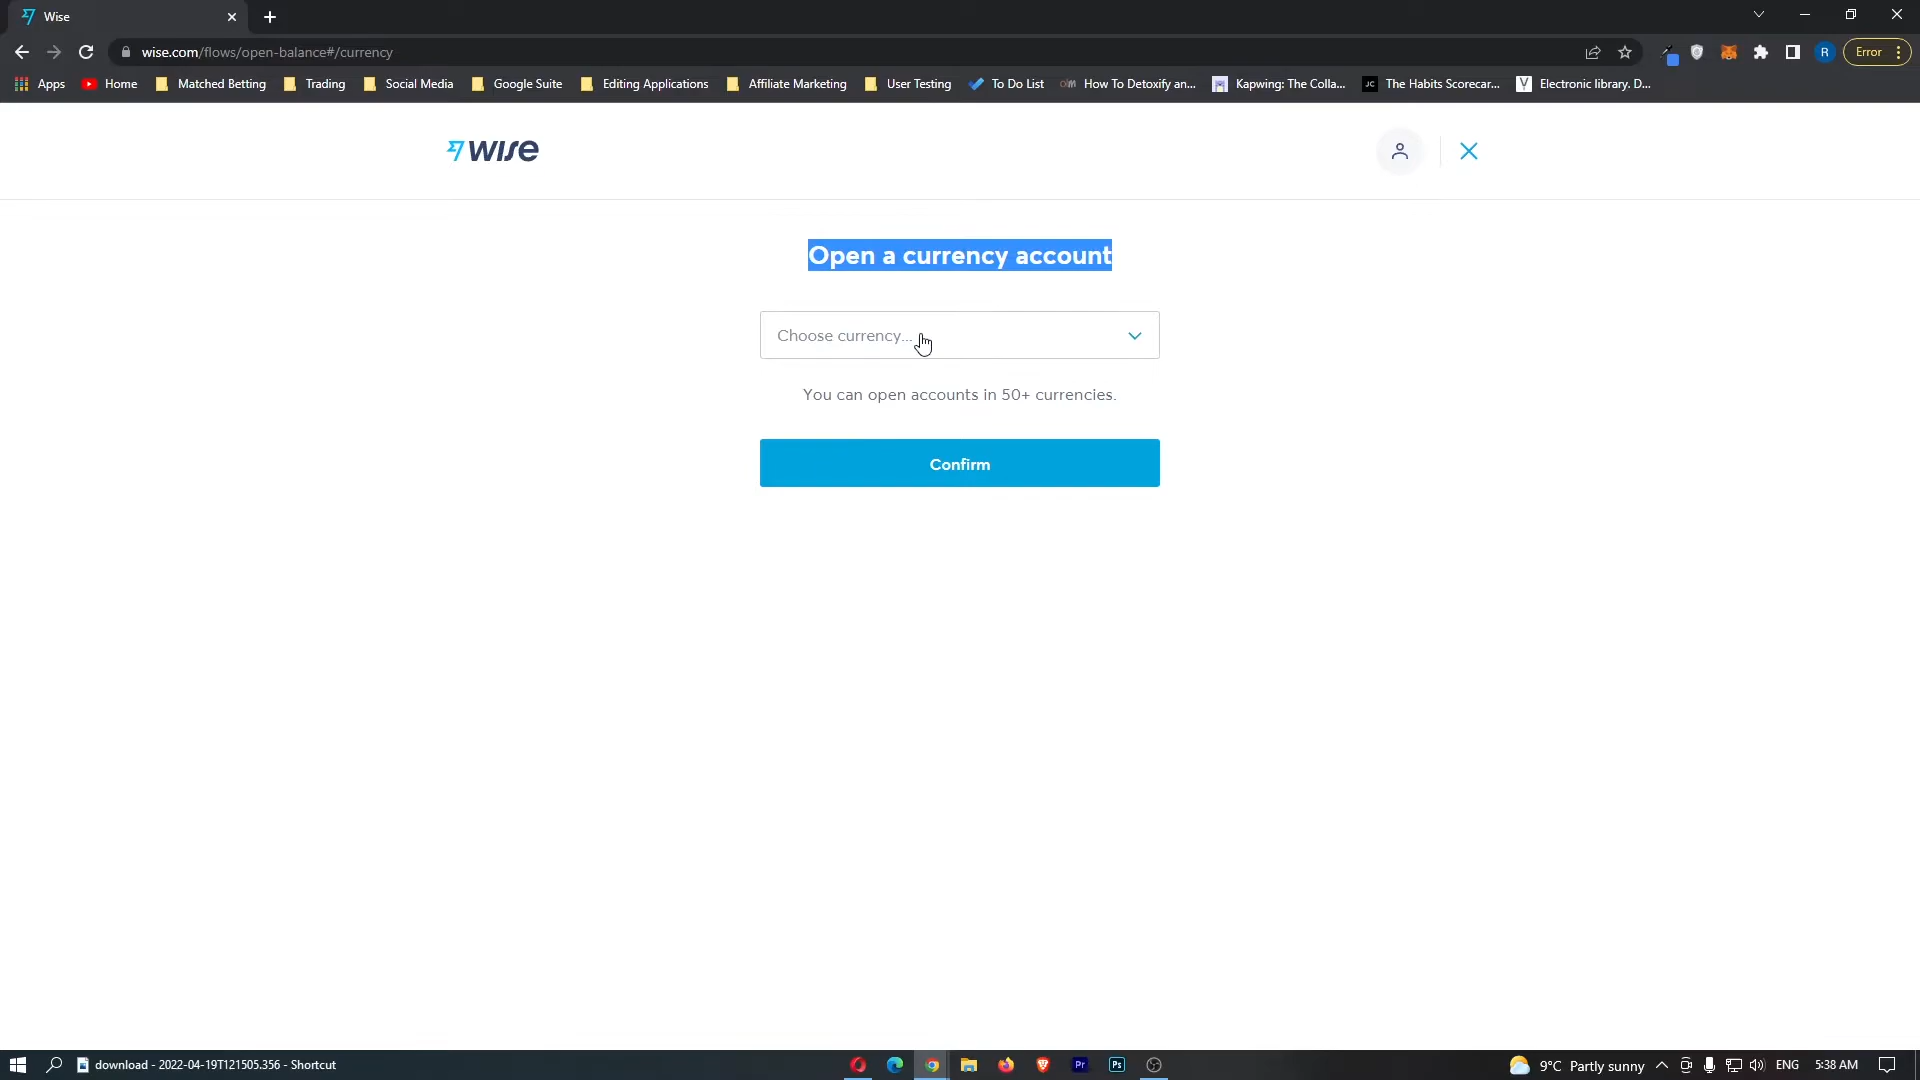 Wise
wise.com/flows/open-balance#/currency
R
Error
Apps
Home
Matched Betting
Trading
Social Media
Google Suite
Editing Applications
Affiliate Marketing
User Testing
To Do List
How To Detoxify an...
Kapwing: The Colla...
JC
The Habits Scorecar...
Electronic library. D...
wise
Open a currency account
Choose currency...
You can open accounts in 50+ currencies.
Confirm
download - 2022-04-19T121505.356 - Shortcut
Pr
Ps
9°C Partly sunny
ENG
5:38 AM